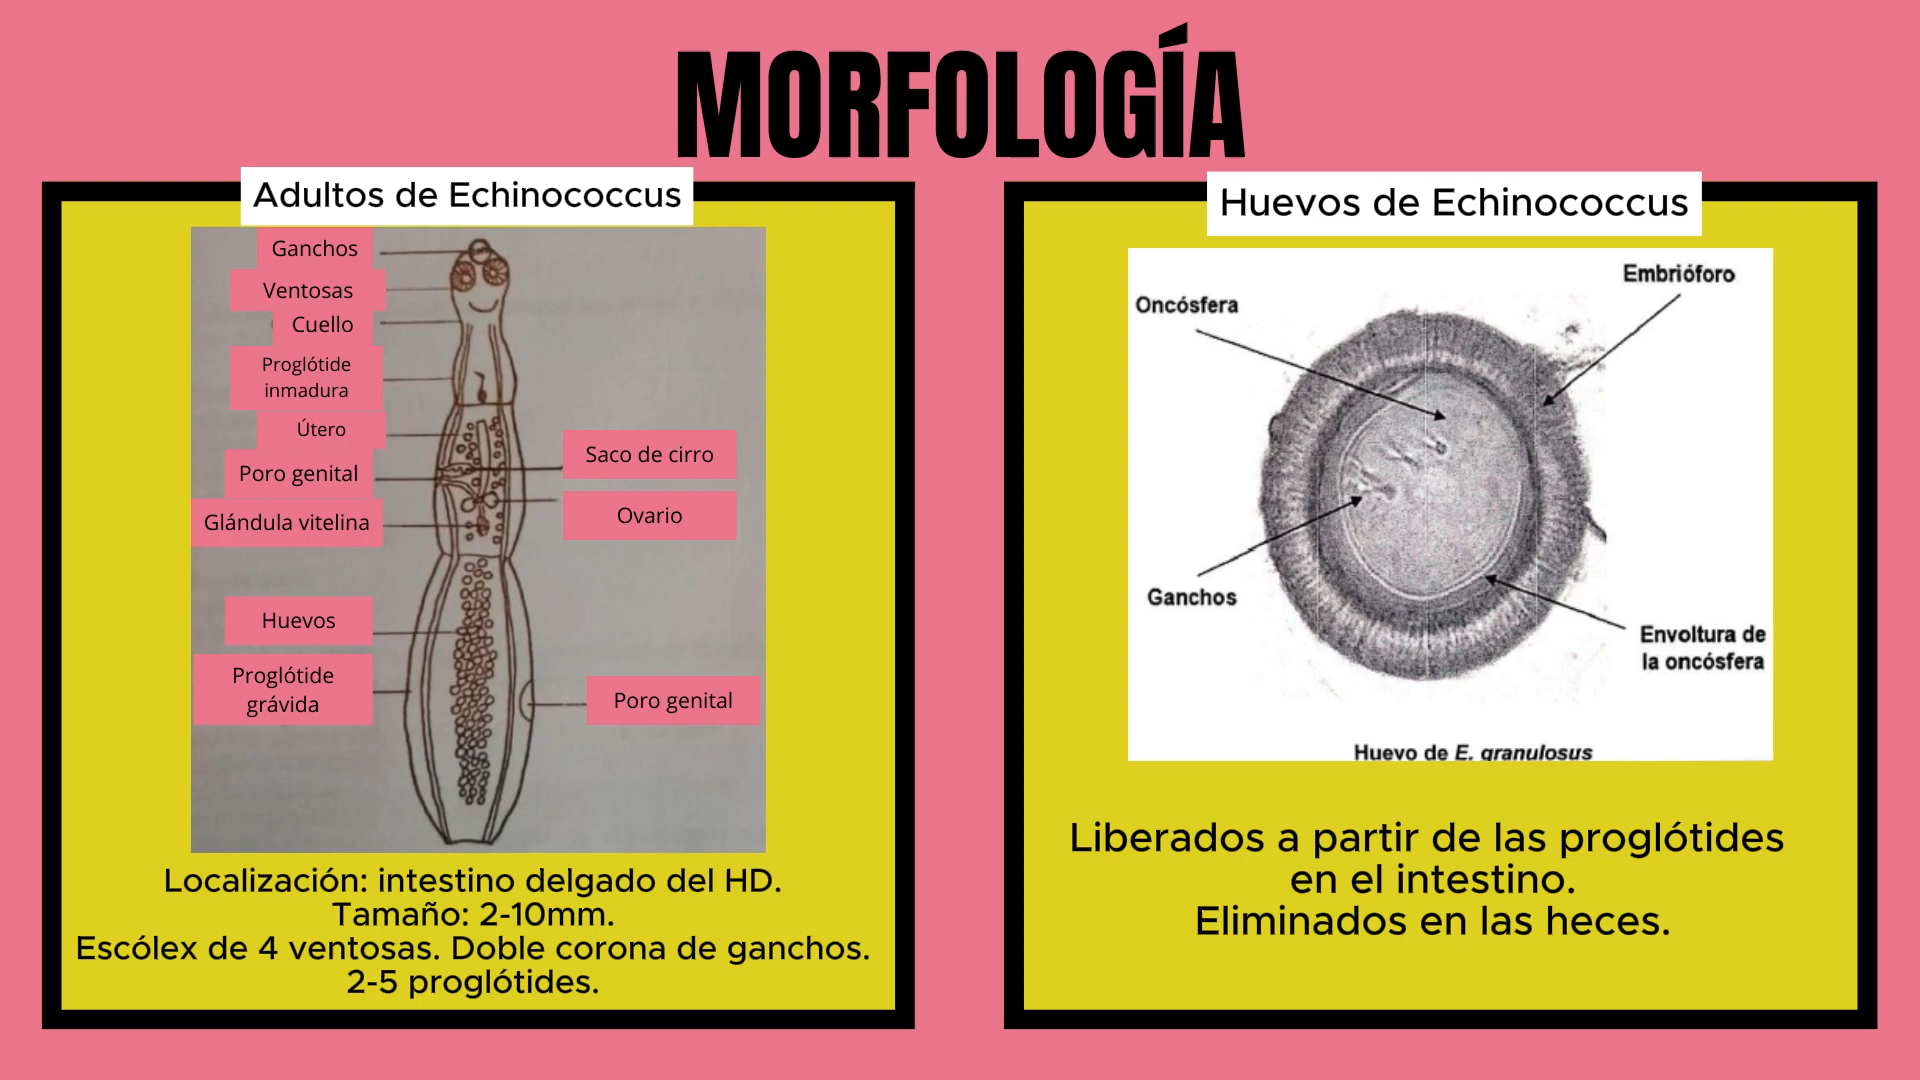 MORFOLOGÍA
Adultos de Echinococcus
Ganchos
Ventosas
Cuello
Proglótide
inmadura
Útero
Poro genital
Glándula vitelina
Saco de cirro
Ovario
Huevos
Proglótide
grávida
Poro genital
Localización: intestino delgado del HD.
Tamaño: 2-10mm.
Escólex de 4 ventosas. Doble corona de ganchos.
2-5 proglótides.
Huevos de Echinococcus
Embrióforo
Oncósfera
Ganchos
Envoltura de
la oncósfera
Huevo de E. granulosus
Liberados a partir de las proglótides
en el intestino.
Eliminados en las heces.